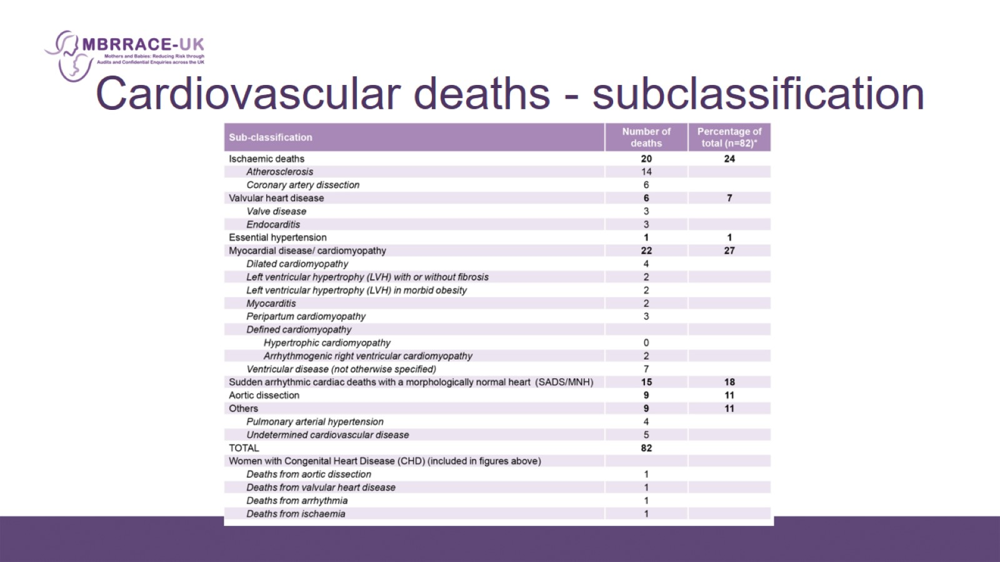 MBRRACE-UK
Mothers and Babies: Reducing Risk through
Audits and Confidential Enquiries across the UK
Cardiovascular deaths - subclassification
Sub-classification Number of deaths Percentage of total (n=82)*
Ischaemic deaths 20 24
Atherosclerosis 14
Coronary artery dissection 6
Valvular heart disease 6 7
Valve disease 3
Endocarditis 3
Essential hypertension 1 1
Myocardial disease/ cardiomyopathy 22 27
Dilated cardiomyopathy 4
Left ventricular hypertrophy (LVH) with or without fibrosis 2
Left ventricular hypertrophy (LVH) in morbid obesity 2
Myocarditis 2
Peripartum cardiomyopathy 3
Defined cardiomyopathy
Hypertrophic cardiomyopathy 0
Arrhythmogenic right ventricular cardiomyopathy 2
Ventricular disease (not otherwise specified) 7
Sudden arrhythmic cardiac deaths with a morphologically normal heart (SADS/MNH) 15 18
Aortic dissection 9 11
Others 9 11
Pulmonary arterial hypertension 4
Undetermined cardiovascular disease 5
TOTAL 82
Women with Congenital Heart Disease (CHD) (included in figures above)
Deaths from aortic dissection 1
Deaths from valvular heart disease 1
Deaths from arrhythmia 1
Deaths from ischaemia 1